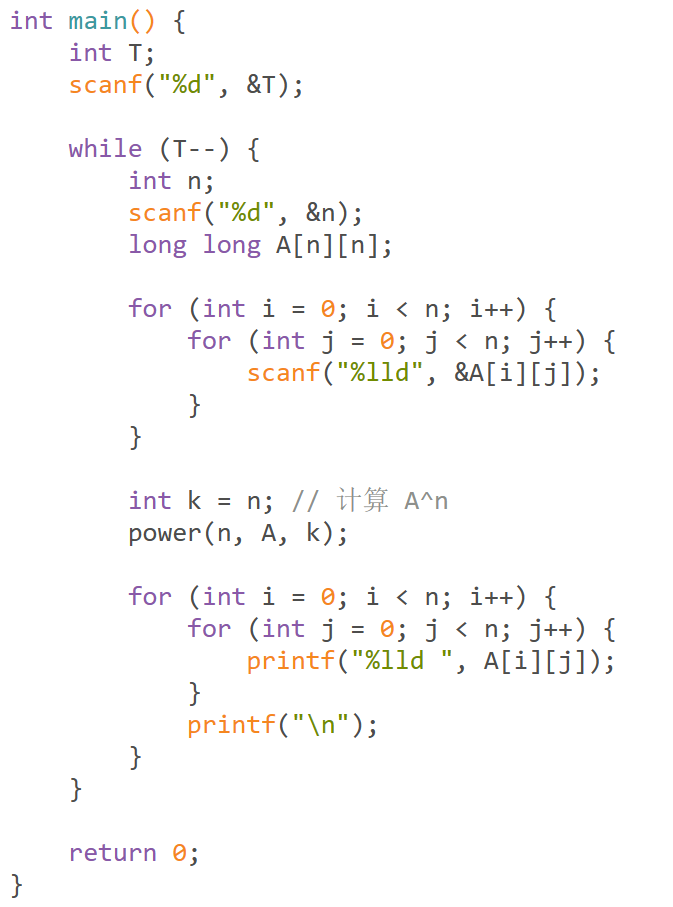 int main() {
    int T;
    scanf("%d", &T);

    while (T--) {
        int n;
        scanf("%d", &n);
        long long A[n][n];

        for (int i = 0; i < n; i++) {
            for (int j = 0; j < n; j++) {
                scanf("%lld", &A[i][j]);
            }
        }

        int k = n; // 计算 A^n
        power(n, A, k);

        for (int i = 0; i < n; i++) {
            for (int j = 0; j < n; j++) {
                printf("%lld ", A[i][j]);
            }
            printf("\n");
        }
    }

    return 0;
}